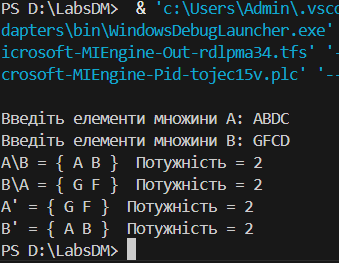 PS D:\LabsDM>  & 'c:\Users\Admin\.vsco
dapters\bin\WindowsDebugLauncher.exe'
icrosoft-MIEngine-Out-rdlpma34.tfs' '-
crosoft-MIEngine-Pid-tojec15v.plc' '--
Введіть елементи множини A: ABDC
Введіть елементи множини B: GFCD
A\B = { A B }  Потужність = 2
B\A = { G F }  Потужність = 2
A' = { G F }  Потужність = 2
B' = { A B }  Потужність = 2
PS D:\LabsDM>